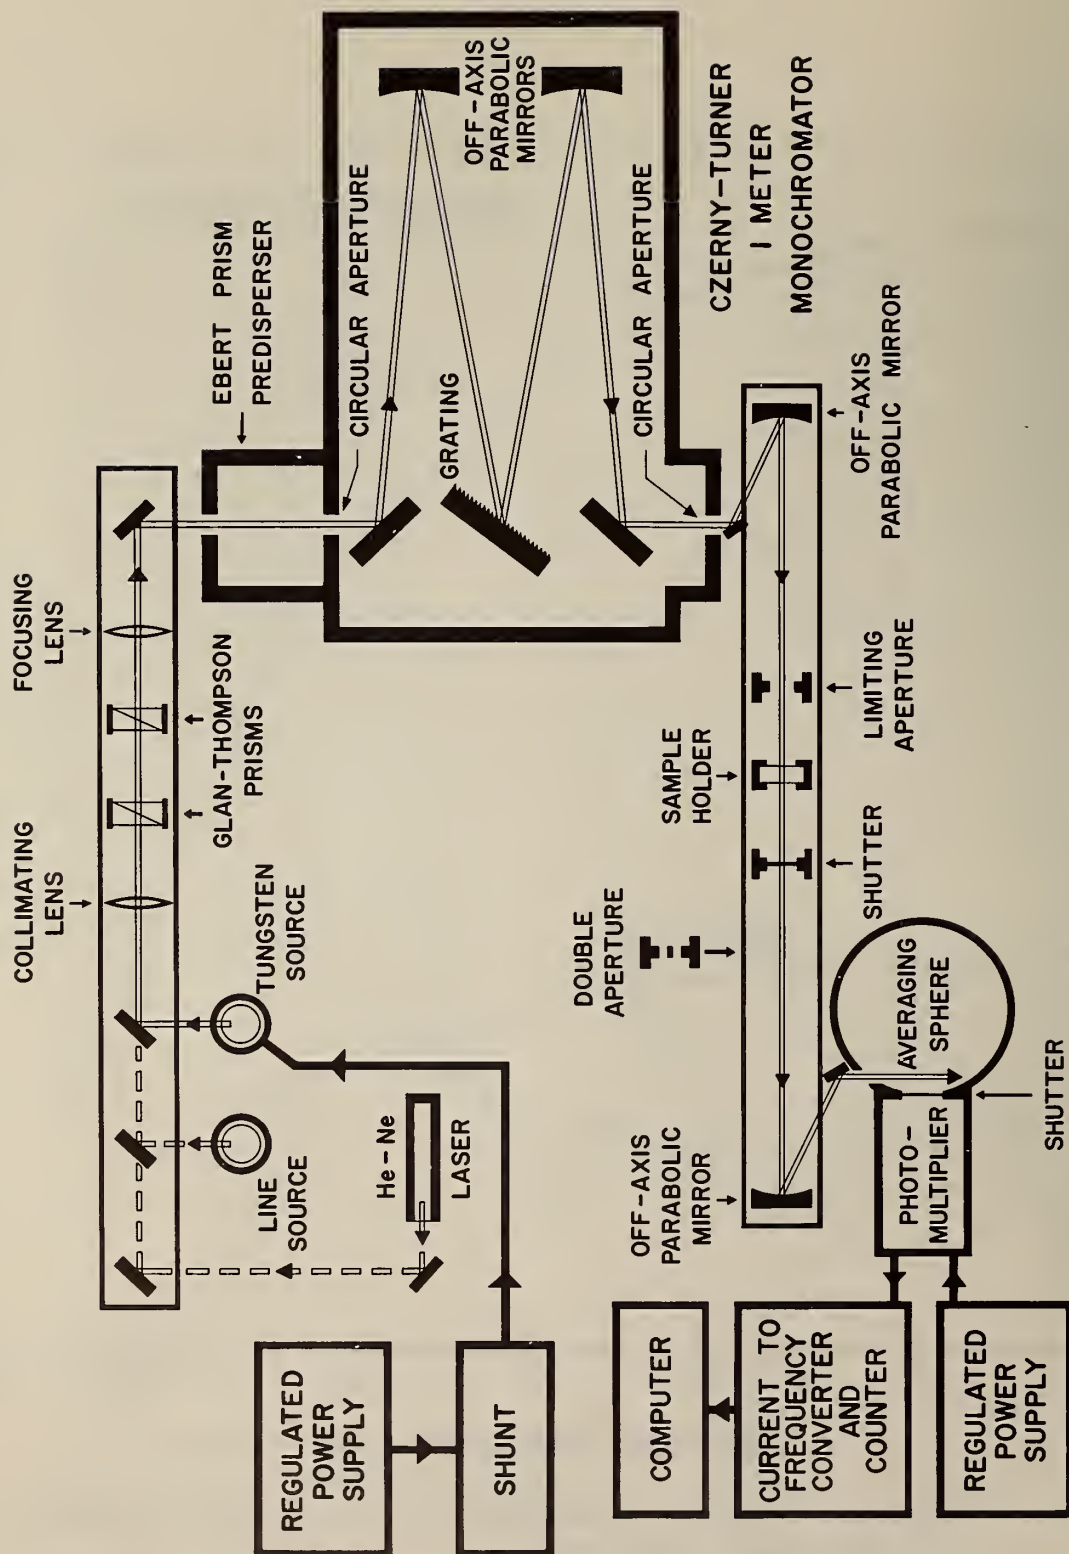 FOCUSING
LENS
COLLIMATING
LENS
GLAN-THOMPSON
PRISMS
TUNGSTEN
SOURCE
LINE
SOURCE
He-Ne
LASER
REGULATED
POWER
SUPPLY
SHUNT
EBERT PRISM
PREDISPERSER
CIRCULAR APERTURE
OFF-AXIS
PARABOLIC
MIRRORS
GRATING
CIRCULAR APERTURE
CZERNY-TURNER
1 METER
MONOCHROMATOR
OFF-AXIS
PARABOLIC MIRROR
LIMITING
APERTURE
SAMPLE
HOLDER
SHUTTER
DOUBLE
APERTURE
OFF-AXIS
PARABOLIC
MIRROR
AVERAGING
SPHERE
SHUTTER
PHOTO-
MULTIPLIER
COMPUTER
CURRENT TO
FREQUENCY
CONVERTER
AND
COUNTER
REGULATED
POWER
SUPPLY